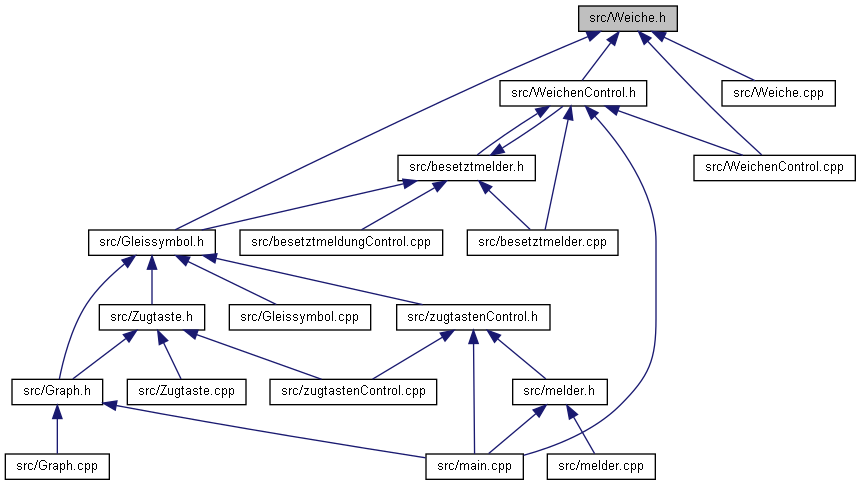 src/Weiche.h
src/WeichenControl.h
src/Weiche.cpp
src/besetztmelder.h
src/WeichenControl.cpp
src/Gleissymbol.h
src/besetztmeldungControl.cpp
src/besetztmelder.cpp
src/Zugtaste.h
src/Gleissymbol.cpp
src/zugtastenControl.h
src/Graph.h
src/Zugtaste.cpp
src/zugtastenControl.cpp
src/melder.h
src/Graph.cpp
src/main.cpp
src/melder.cpp